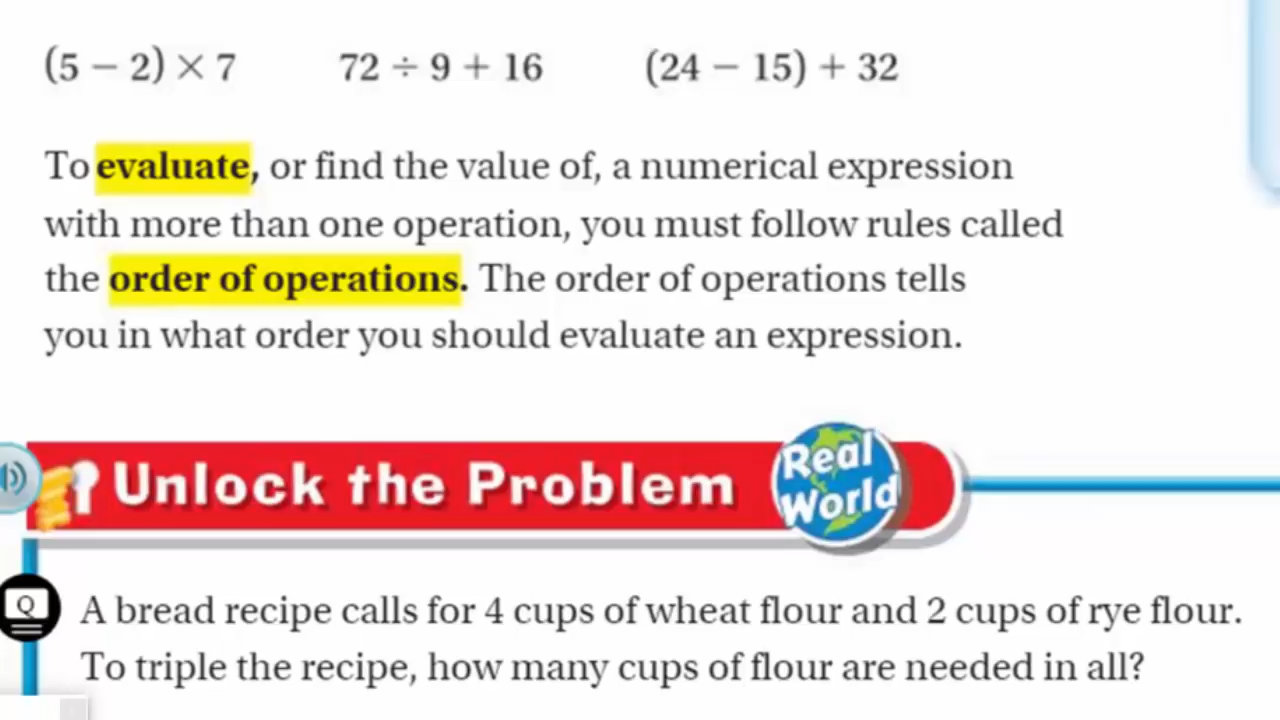 (5 − 2) × 7 72 ÷ 9 + 16 (24 − 15) + 32
To evaluate, or find the value of, a numerical expression
with more than one operation, you must follow rules called
the order of operations. The order of operations tells
you in what order you should evaluate an expression.
Unlock the Problem
Real
World
Q
A bread recipe calls for 4 cups of wheat flour and 2 cups of rye flour.
To triple the recipe, how many cups of flour are needed in all?